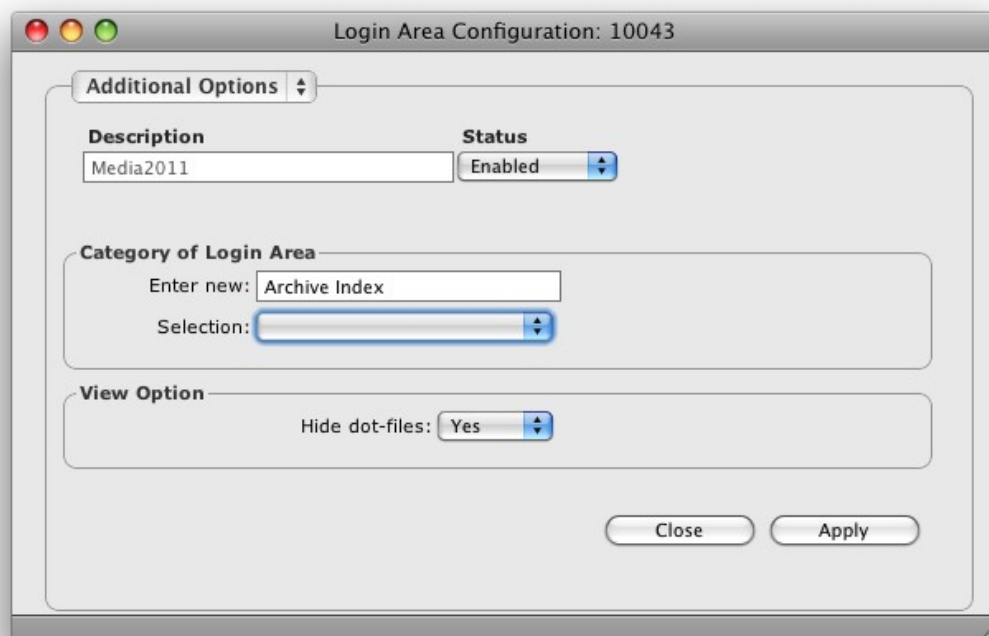 Login Area Configuration: 10043
Additional Options
Description Status
Media2011 Enabled
Category of Login Area
Enter new: Archive Index
Selection:
View Option
Hide dot-files: Yes
Close Apply